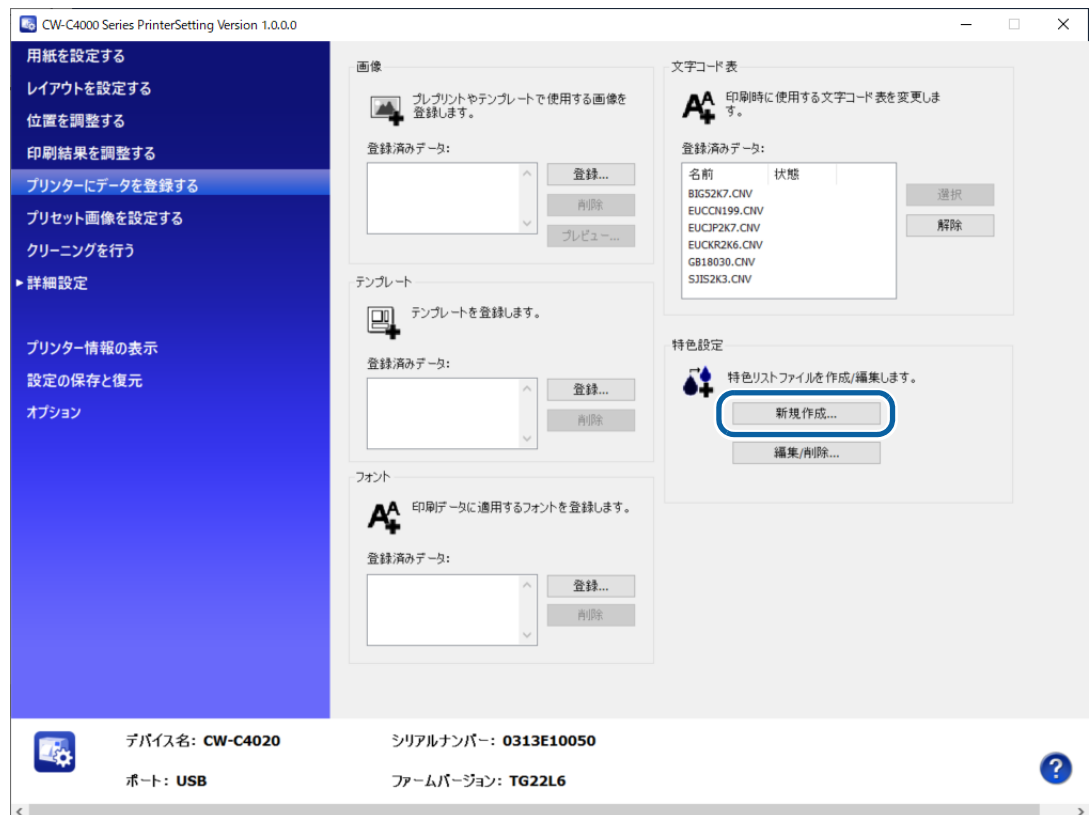 CW-C4000 Series PrinterSetting Version 1.0.0.0
用紙を設定する
レイアウトを設定する
位置を調整する
印刷結果を調整する
プリンターにデータを登録する
プリセット画像を設定する
クリーニングを行う
詳細設定
プリンター情報の表示
設定の保存と復元
オプション
画像
プレプリントやテンプレートで使用する画像を
登録します。
登録済みデータ:
登録...
削除
プレビュー...
テンプレート
テンプレートを登録します。
登録済みデータ:
登録...
削除
フォント
印刷データに適用するフォントを登録します。
登録済みデータ:
登録...
削除
文字コード表
印刷時に使用する文字コード表を変更しま
す。
登録済みデータ:
名前 状態
BIG52K7.CNV
EUCCN199.CNV
EUCJP2K7.CNV
EUCKR2K6.CNV
GB18030.CNV
SJIS2K3.CNV
選択
解除
特色設定
特色リストファイルを作成/編集します。
新規作成...
編集/削除...
デバイス名: CW-C4020 シリアルナンバー: 0313E10050
ポート: USB ファームバージョン: TG22L6
?